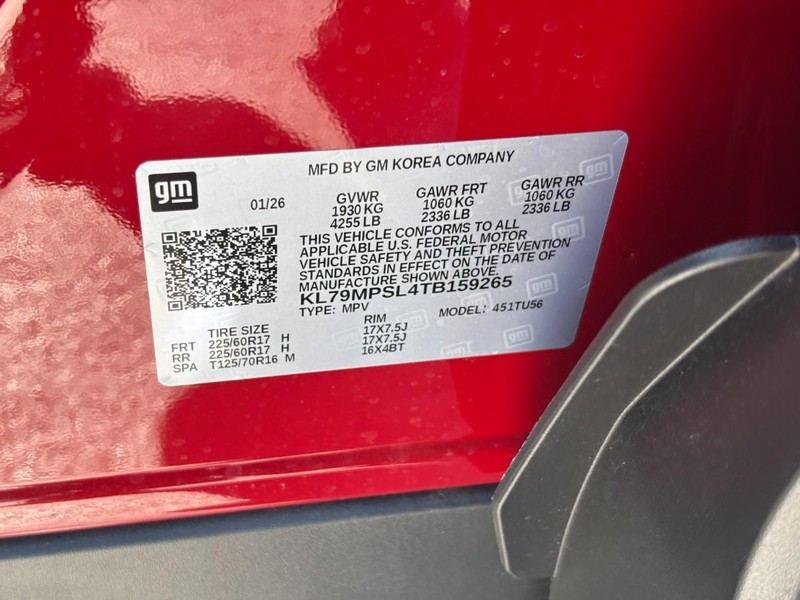 MFD BY GM KOREA COMPANY
gm
01/26
GVWR GAWR FRT GAWR RR
1930 KG 1060 KG 1060 KG
4255 LB 2336 LB 2336 LB
THIS VEHICLE CONFORMS TO ALL
APPLICABLE U.S. FEDERAL MOTOR
VEHICLE SAFETY AND THEFT PREVENTION
STANDARDS IN EFFECT ON THE DATE OF
MANUFACTURE SHOWN ABOVE.
KL79MPSL4TB159265
TYPE: MPV MODEL: 451TU56
TIRE SIZE RIM
FRT 225/60R17 H 17X7.5J
RR 225/60R17 H 17X7.5J
SPA T125/70R16 M 16X4BT